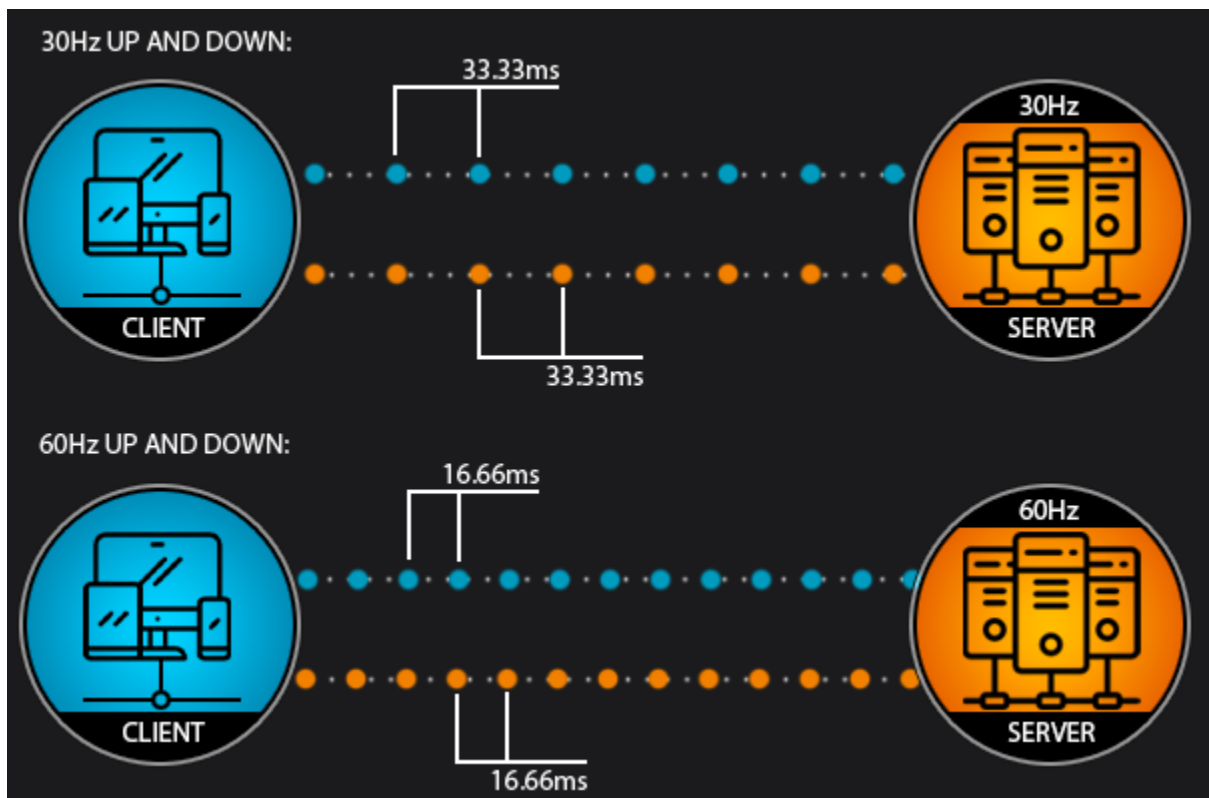 30Hz UP AND DOWN:
33.33ms
30Hz
CLIENT
SERVER
33.33ms
60Hz UP AND DOWN:
16.66ms
60Hz
CLIENT
SERVER
16.66ms